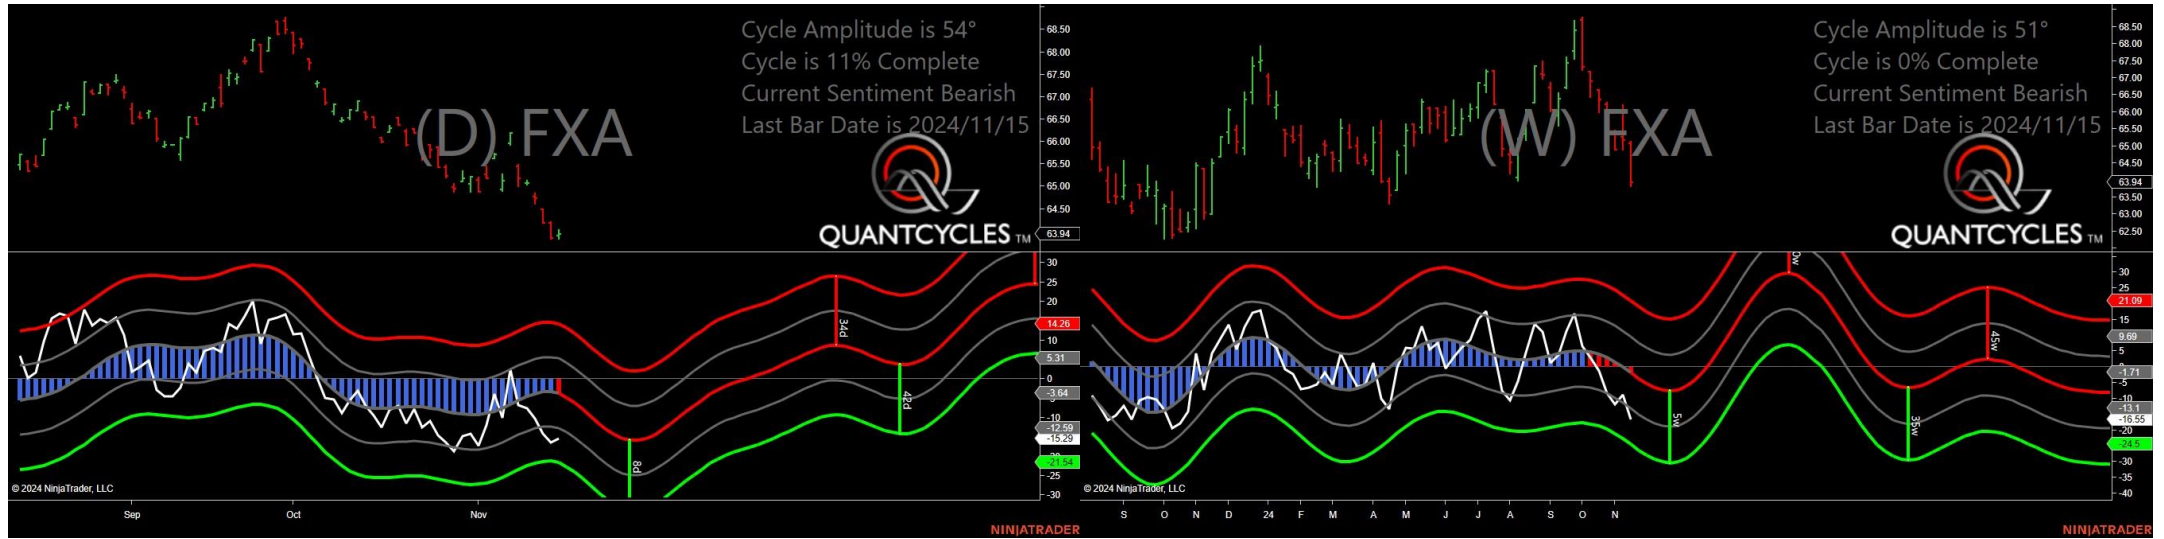 Cycle Amplitude is 54°
Cycle is 11% Complete
Current Sentiment Bearish
Last Bar Date is 2024/11/15
(D) FXA
QUANTCYCLES TM
68.50
68.00
67.50
67.00
66.50
66.00
65.50
65.00
64.50
63.94
30
25
20
14.26
10
5.31
0
-3.64
-10
-12.59
-15.29
-21.54
-25
-30
34d
42d
8d
© 2024 NinjaTrader, LLC
Sep Oct Nov
NINJATRADER
Cycle Amplitude is 51°
Cycle is 0% Complete
Current Sentiment Bearish
Last Bar Date is 2024/11/15
(W) FXA
QUANTCYCLES TM
68.50
68.00
67.50
67.00
66.50
66.00
65.50
65.00
64.50
63.94
63.50
63.00
62.50
30
21.09
15
9.69
5
-1.71
-5
-10
-13.1
-16.55
-20
-24.5
-30
-35
-40
0w
45w
5w
35w
© 2024 NinjaTrader, LLC
S O N D 24 F M A M J J A S O N
NINJATRADER